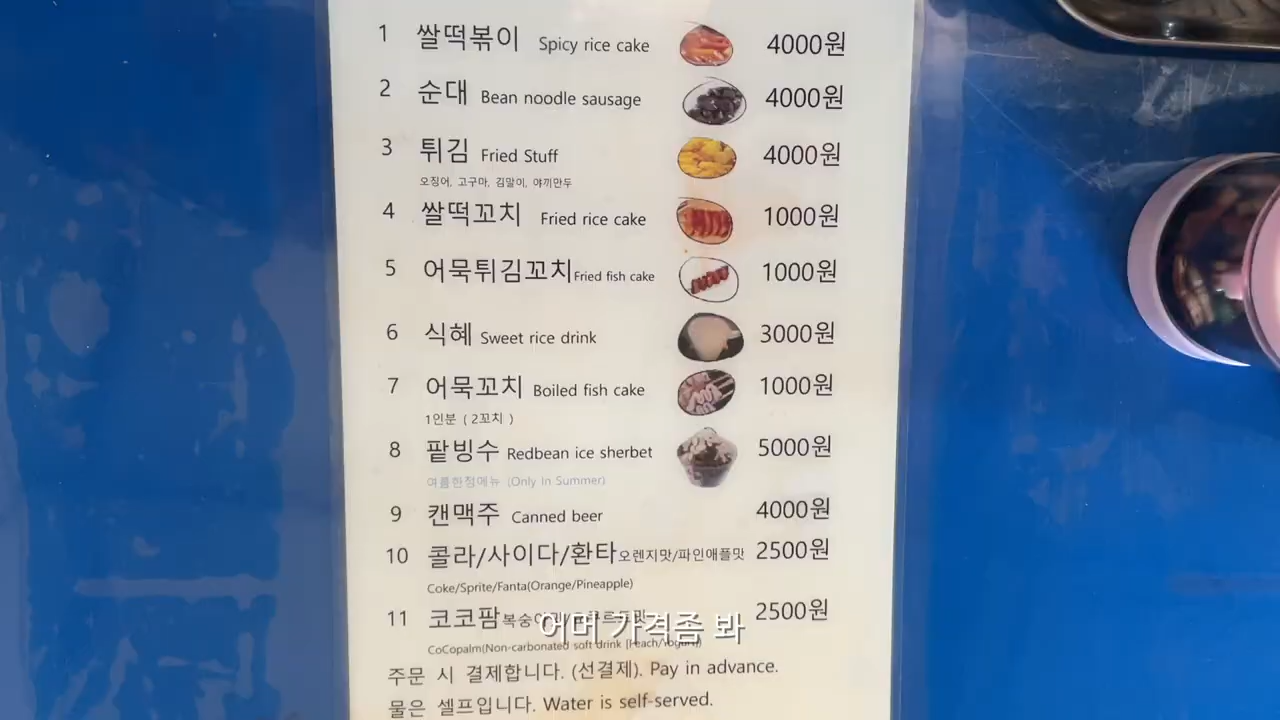 1 쌀떡볶이 Spicy rice cake 4000원
2 순대 Bean noodle sausage 4000원
3 튀김 Fried Stuff 4000원
오징어, 고구마, 김말이, 야끼만두
4 쌀떡꼬치 Fried rice cake 1000원
5 어묵튀김꼬치 Fried fish cake 1000원
6 식혜 Sweet rice drink 3000원
7 어묵꼬치 Boiled fish cake 1000원
1인분 ( 2꼬치 )
8 팥빙수 Redbean ice sherbet 5000원
여름한정메뉴 (Only In Summer)
9 캔맥주 Canned beer 4000원
10 콜라/사이다/환타 오렌지맛/파인애플맛 2500원
Coke/Sprite/Fanta(Orange/Pineapple)
11 코코팜 2500원
어머 가격좀 봐
CoCopalm(Non-carbonated soft drink (Peach/Yogurt)
주문 시 결제합니다. (선결제). Pay in advance.
물은 셀프입니다. Water is self-served.